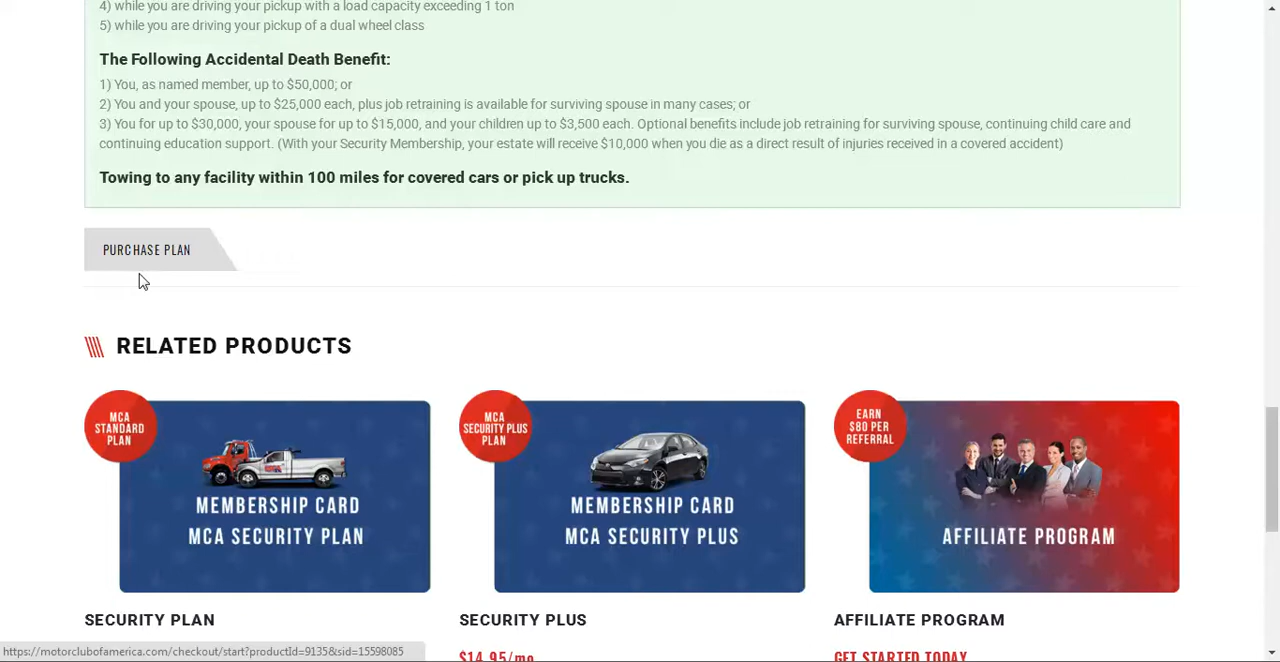 4) while you are driving your pickup with a load capacity exceeding 1 ton
5) while you are driving your pickup of a dual wheel class
The Following Accidental Death Benefit:
1) You, as named member, up to $50,000; or
2) You and your spouse, up to $25,000 each, plus job retraining is available for surviving spouse in many cases; or
3) You for up to $30,000, your spouse for up to $15,000, and your children up to $3,500 each. Optional benefits include job retraining for surviving spouse, continuing child care and
continuing education support. (With your Security Membership, your estate will receive $10,000 when you die as a direct result of injuries received in a covered accident)
Towing to any facility within 100 miles for covered cars or pick up trucks.
PURCHASE PLAN
RELATED PRODUCTS
MCA
STANDARD
PLAN
MEMBERSHIP CARD
MCA SECURITY PLAN
MCA
SECURITY PLUS
PLAN
MEMBERSHIP CARD
MCA SECURITY PLUS
EARN
$80 PER
REFERRAL
AFFILIATE PROGRAM
SECURITY PLAN
SECURITY PLUS
AFFILIATE PROGRAM
$14.95/mo
GET STARTED TODAY
https://motorclubofamerica.com/checkout/start?productId=9135&sid=15598085